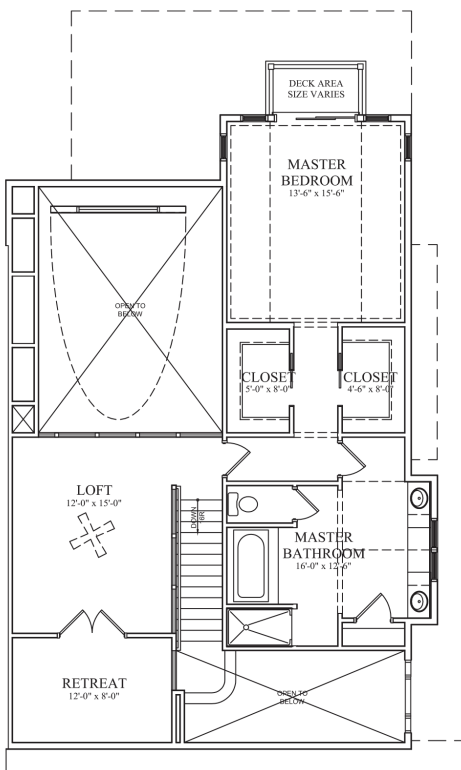 DECK AREA
SIZE VARIES
MASTER
BEDROOM
13'-6" x 15'-6"
OPEN TO
BELOW
CLOSET
5'-0" x 8'-0"
CLOSET
4'-6" x 8'-0"
LOFT
12'-0" x 15'-0"
DOWN
16R
MASTER
BATHROOM
16'-0" x 12'-6"
RETREAT
12'-0" x 8'-0"
OPEN TO
BELOW